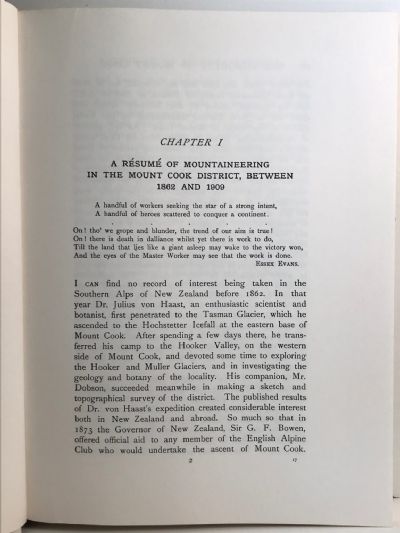 CHAPTER I
A RÉSUMÉ OF MOUNTAINEERING
IN THE MOUNT COOK DISTRICT, BETWEEN
1862 AND 1909
A handful of workers seeking the star of a strong intent,
A handful of heroes scattered to conquer a continent.
. . . . .
On! tho' we grope and blunder, the trend of our aim is true!
On! there is death in dalliance whilst yet there is work to do,
Till the land that lies like a giant asleep may wake to the victory won,
And the eyes of the Master Worker may see that the work is done.
ESSEX EVANS.
I CAN find no record of interest being taken in the
Southern Alps of New Zealand before 1862. In that
year Dr. Julius von Haast, an enthusiastic scientist and
botanist, first penetrated to the Tasman Glacier, which he
ascended to the Hochstetter Icefall at the eastern base of
Mount Cook. After spending a few days there, he trans-
ferred his camp to the Hooker Valley, on the western
side of Mount Cook, and devoted some time to exploring
the Hooker and Muller Glaciers, and in investigating the
geology and botany of the locality. His companion, Mr.
Dobson, succeeded meanwhile in making a sketch and
topographical survey of the district. The published results
of Dr. von Haast's expedition created considerable interest
both in New Zealand and abroad. So much so that in
1873 the Governor of New Zealand, Sir G. F. Bowen,
offered official aid to any member of the English Alpine
Club who would undertake the ascent of Mount Cook.
2 17